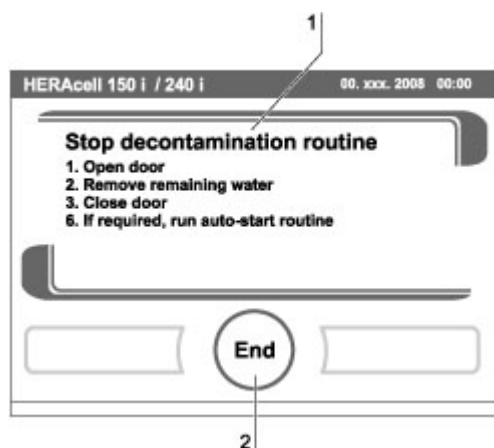 1
HERAcell 150 i / 240 i 00. xxx. 2008 00:00
Stop decontamination routine
1. Open door
2. Remove remaining water
3. Close door
6. If required, run auto-start routine
End
2